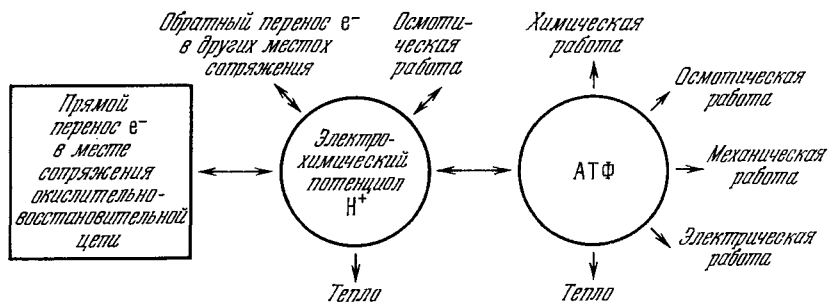 Обратный перенос e⁻
в других местах
сопряжения
Осмоти-
ческая
работа
Химическая
работа
Прямой
перенос e⁻
в месте
сопряжения
окислительно-
восстановительной
цепи
Электро-
химический
потенциал
H⁺
АТФ
Осмотическая
работа
Механическая
работа
Электрическая
работа
Тепло
Тепло